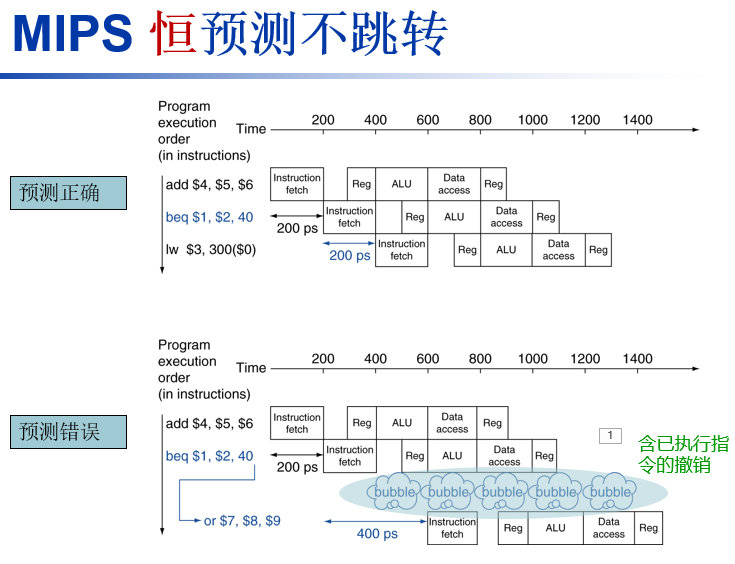 MIPS 恒预测不跳转
Program
execution
order
(in instructions)
Time
200 400 600 800 1000 1200 1400
预测正确
add $4, $5, $6
Instruction
fetch
Reg
ALU
Data
access
Reg
beq $1, $2, 40
200 ps
Instruction
fetch
Reg
ALU
Data
access
Reg
lw $3, 300($0)
200 ps
Instruction
fetch
Reg
ALU
Data
access
Reg
Program
execution
order
(in instructions)
Time
200 400 600 800 1000 1200 1400
预测错误
add $4, $5, $6
Instruction
fetch
Reg
ALU
Data
access
Reg
1
含已执行指
令的撤销
beq $1, $2, 40
200 ps
Instruction
fetch
Reg
ALU
Data
access
Reg
bubble bubble bubble bubble bubble
or $7, $8, $9
400 ps
Instruction
fetch
Reg
ALU
Data
access
Reg